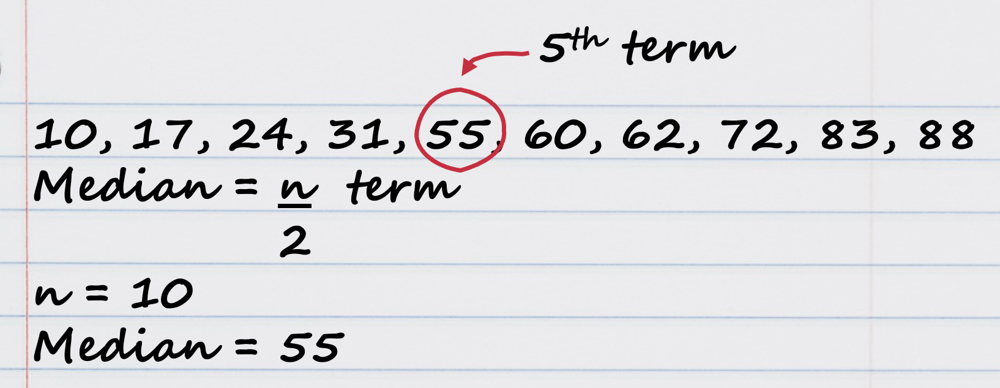 5th term
10, 17, 24, 31, 55, 60, 62, 72, 83, 88
Median = n term
2
n = 10
Median = 55